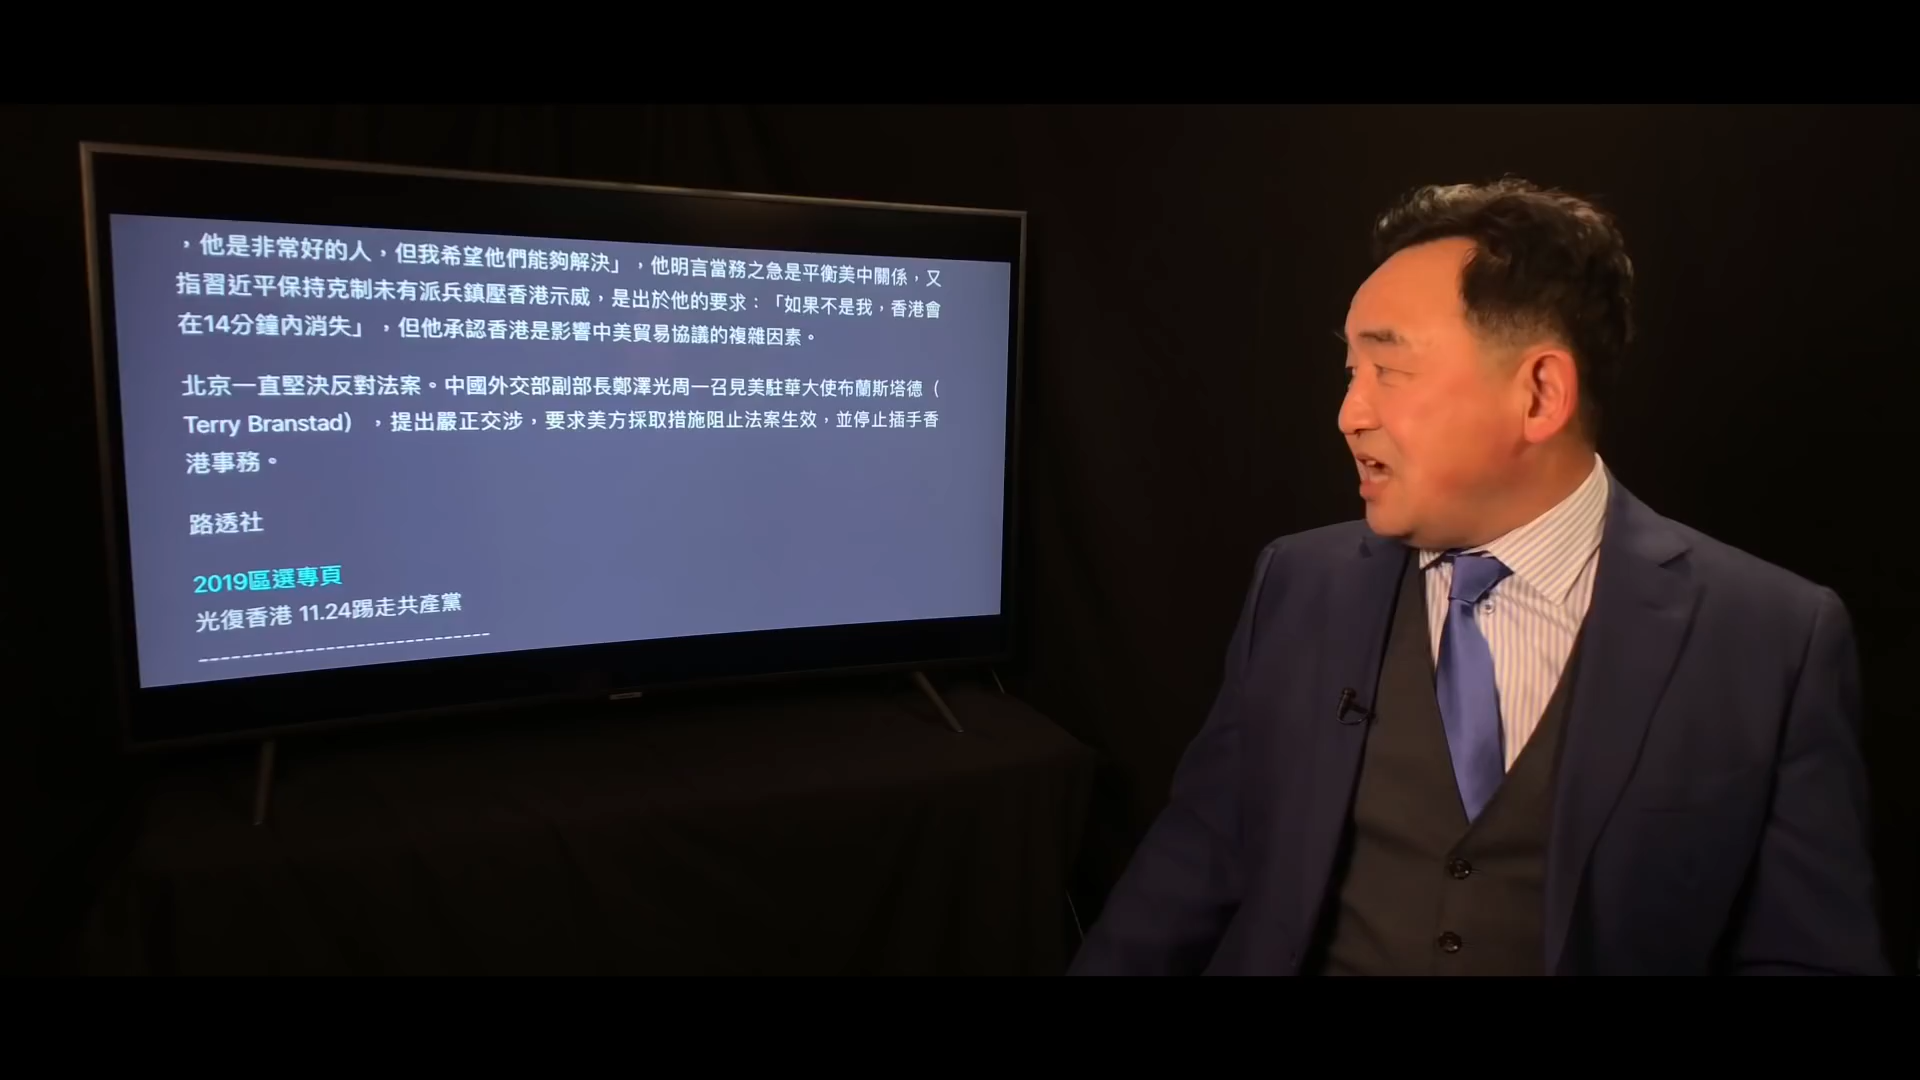 ，他是非常好的人，但我希望他們能夠解決」，他明言當務之急是平衡美中關係，又
指習近平保持克制未有派兵鎮壓香港示威，是出於他的要求：「如果不是我，香港會
在14分鐘內消失」，但他承認香港是影響中美貿易協議的複雜因素。
北京一直堅決反對法案。中國外交部副部長鄭澤光周一召見美駐華大使布蘭斯塔德（
Terry Branstad），提出嚴正交涉，要求美方採取措施阻止法案生效，並停止插手香
港事務。
路透社
2019區選專頁
光復香港 11.24踢走共產黨
-----------------------------